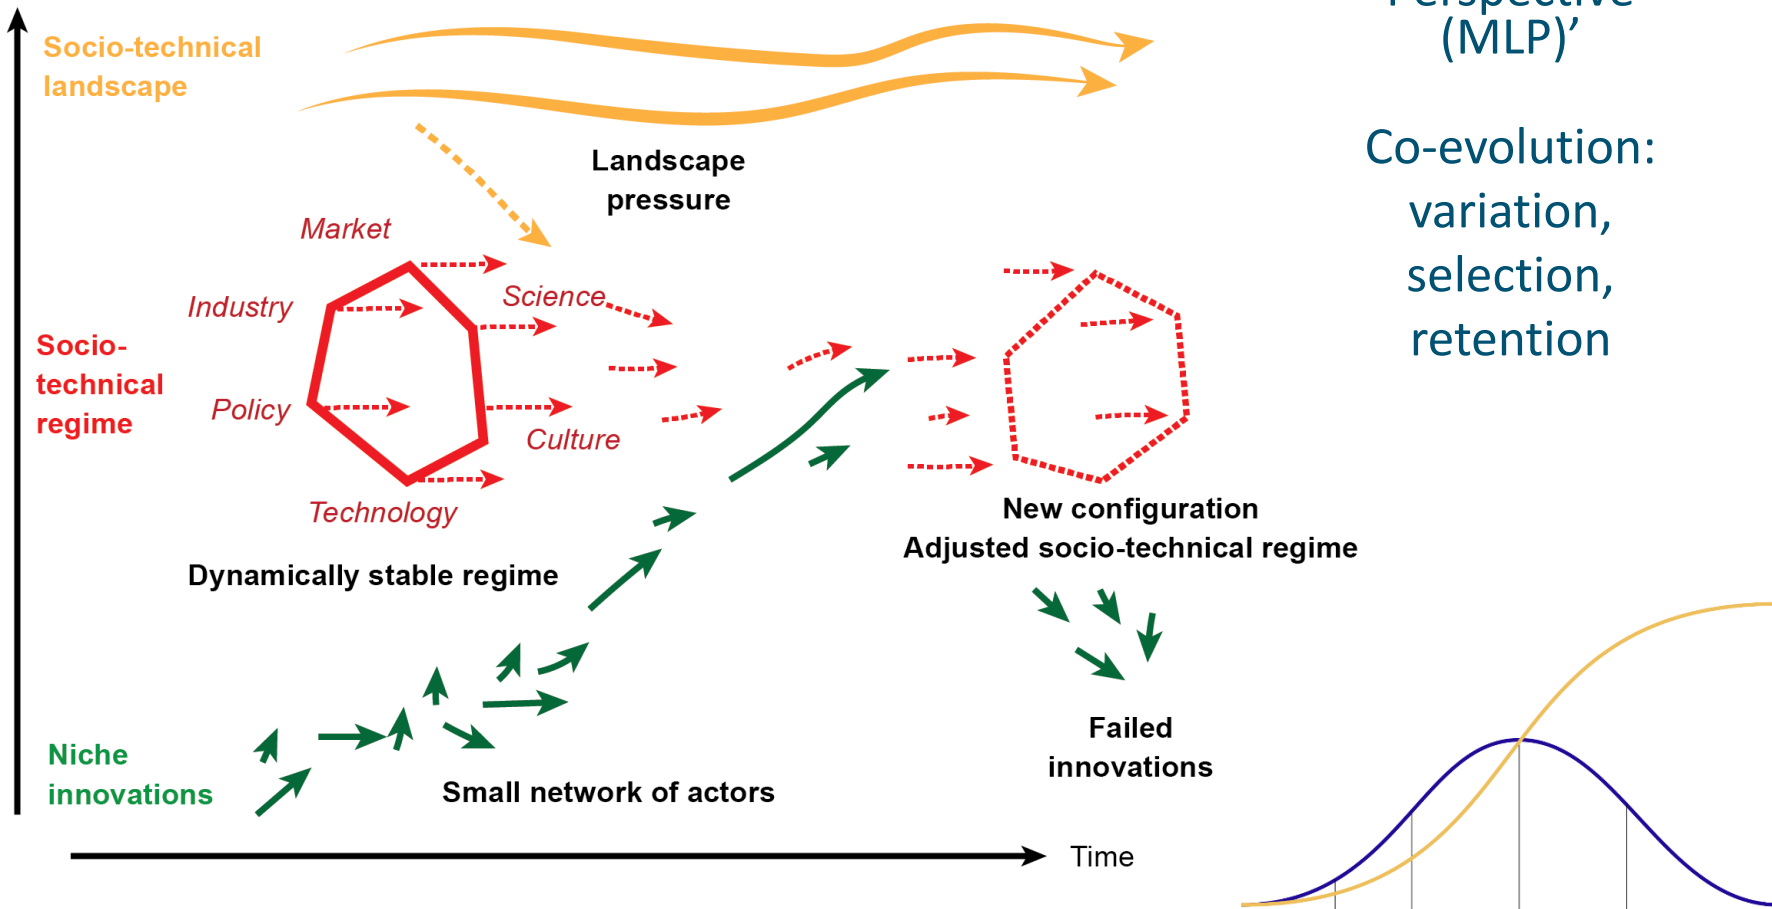 Socio-technical
landscape
Landscape
pressure
Market
Industry
Science
Socio-
technical
regime
Policy
Culture
Technology
Dynamically stable regime
New configuration
Adjusted socio-technical regime
Niche
innovations
Small network of actors
Failed
innovations
Time
Perspective
(MLP)’
Co-evolution:
variation,
selection,
retention